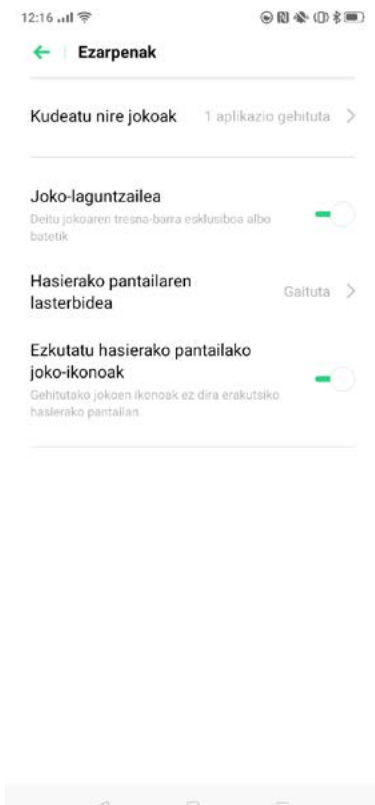 12:16
Ezarpenak
Kudeatu nire jokoak 1 aplikazio gehituta
Joko-laguntzailea
Deitu jokoaren tresna-barra esklusiboa albo
batetik
Hasierako pantailaren
lasterbidea
Gaituta
Ezkutatu hasierako pantailako
joko-ikonoak
Gehitutako jokoen ikonoak ez dira erakutsiko
hasierako pantailan